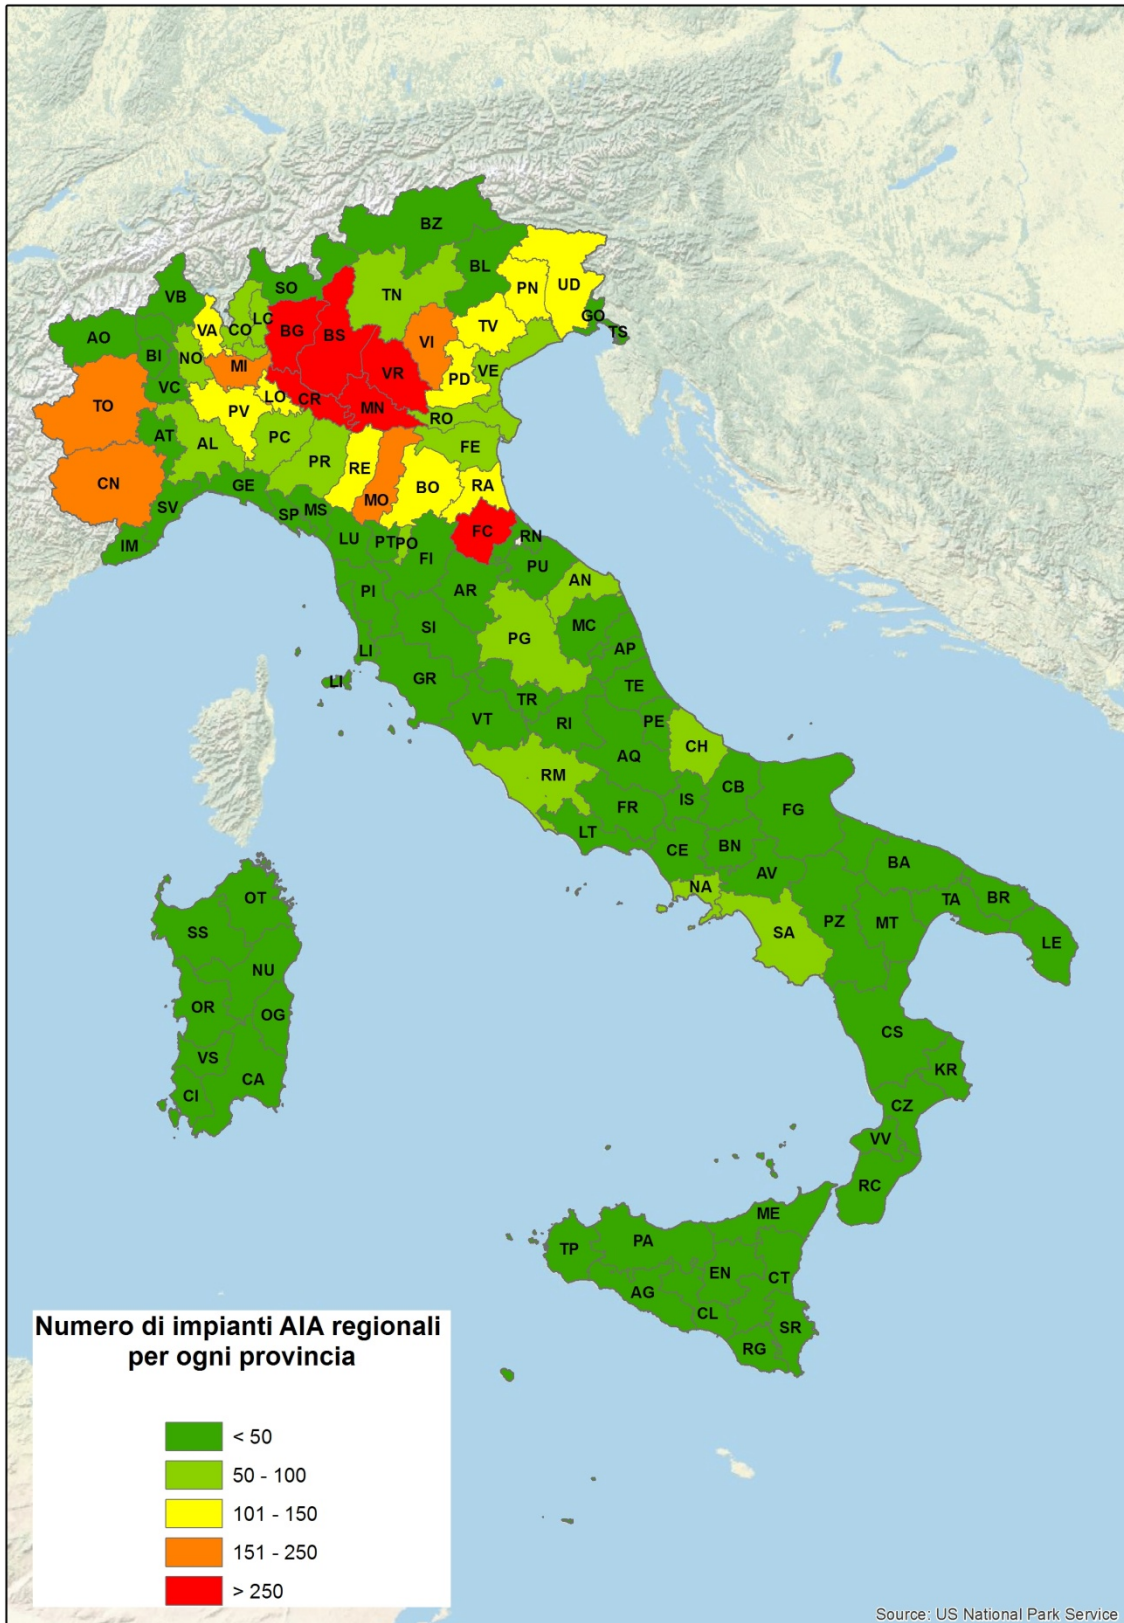 BZ
BL
PN
UD
SO
TN
VB
LC
GO
TS
VA
CO
BG
BS
TV
AO
VI
BI
NO
MI
VR
PD
VE
VC
TO
LO
CR
MN
PV
RO
AT
AL
PC
FE
PR
RE
CN
GE
MO
BO
RA
SV
SP
MS
FC
RN
IM
LU
PT
PO
FI
PU
AN
PI
AR
SI
PG
MC
LI
AP
LI
GR
TE
TR
VT
RI
PE
CH
AQ
RM
CB
IS
FG
FR
LT
CE
BN
BA
AV
NA
TA
BR
PZ
MT
SA
LE
OT
SS
NU
OR
OG
CS
VS
CA
KR
CI
CZ
VV
RC
ME
TP
PA
EN
CT
AG
CL
SR
RG
Numero di impianti AIA regionali
per ogni provincia
< 50
50 - 100
101 - 150
151 - 250
> 250
Source: US National Park Service